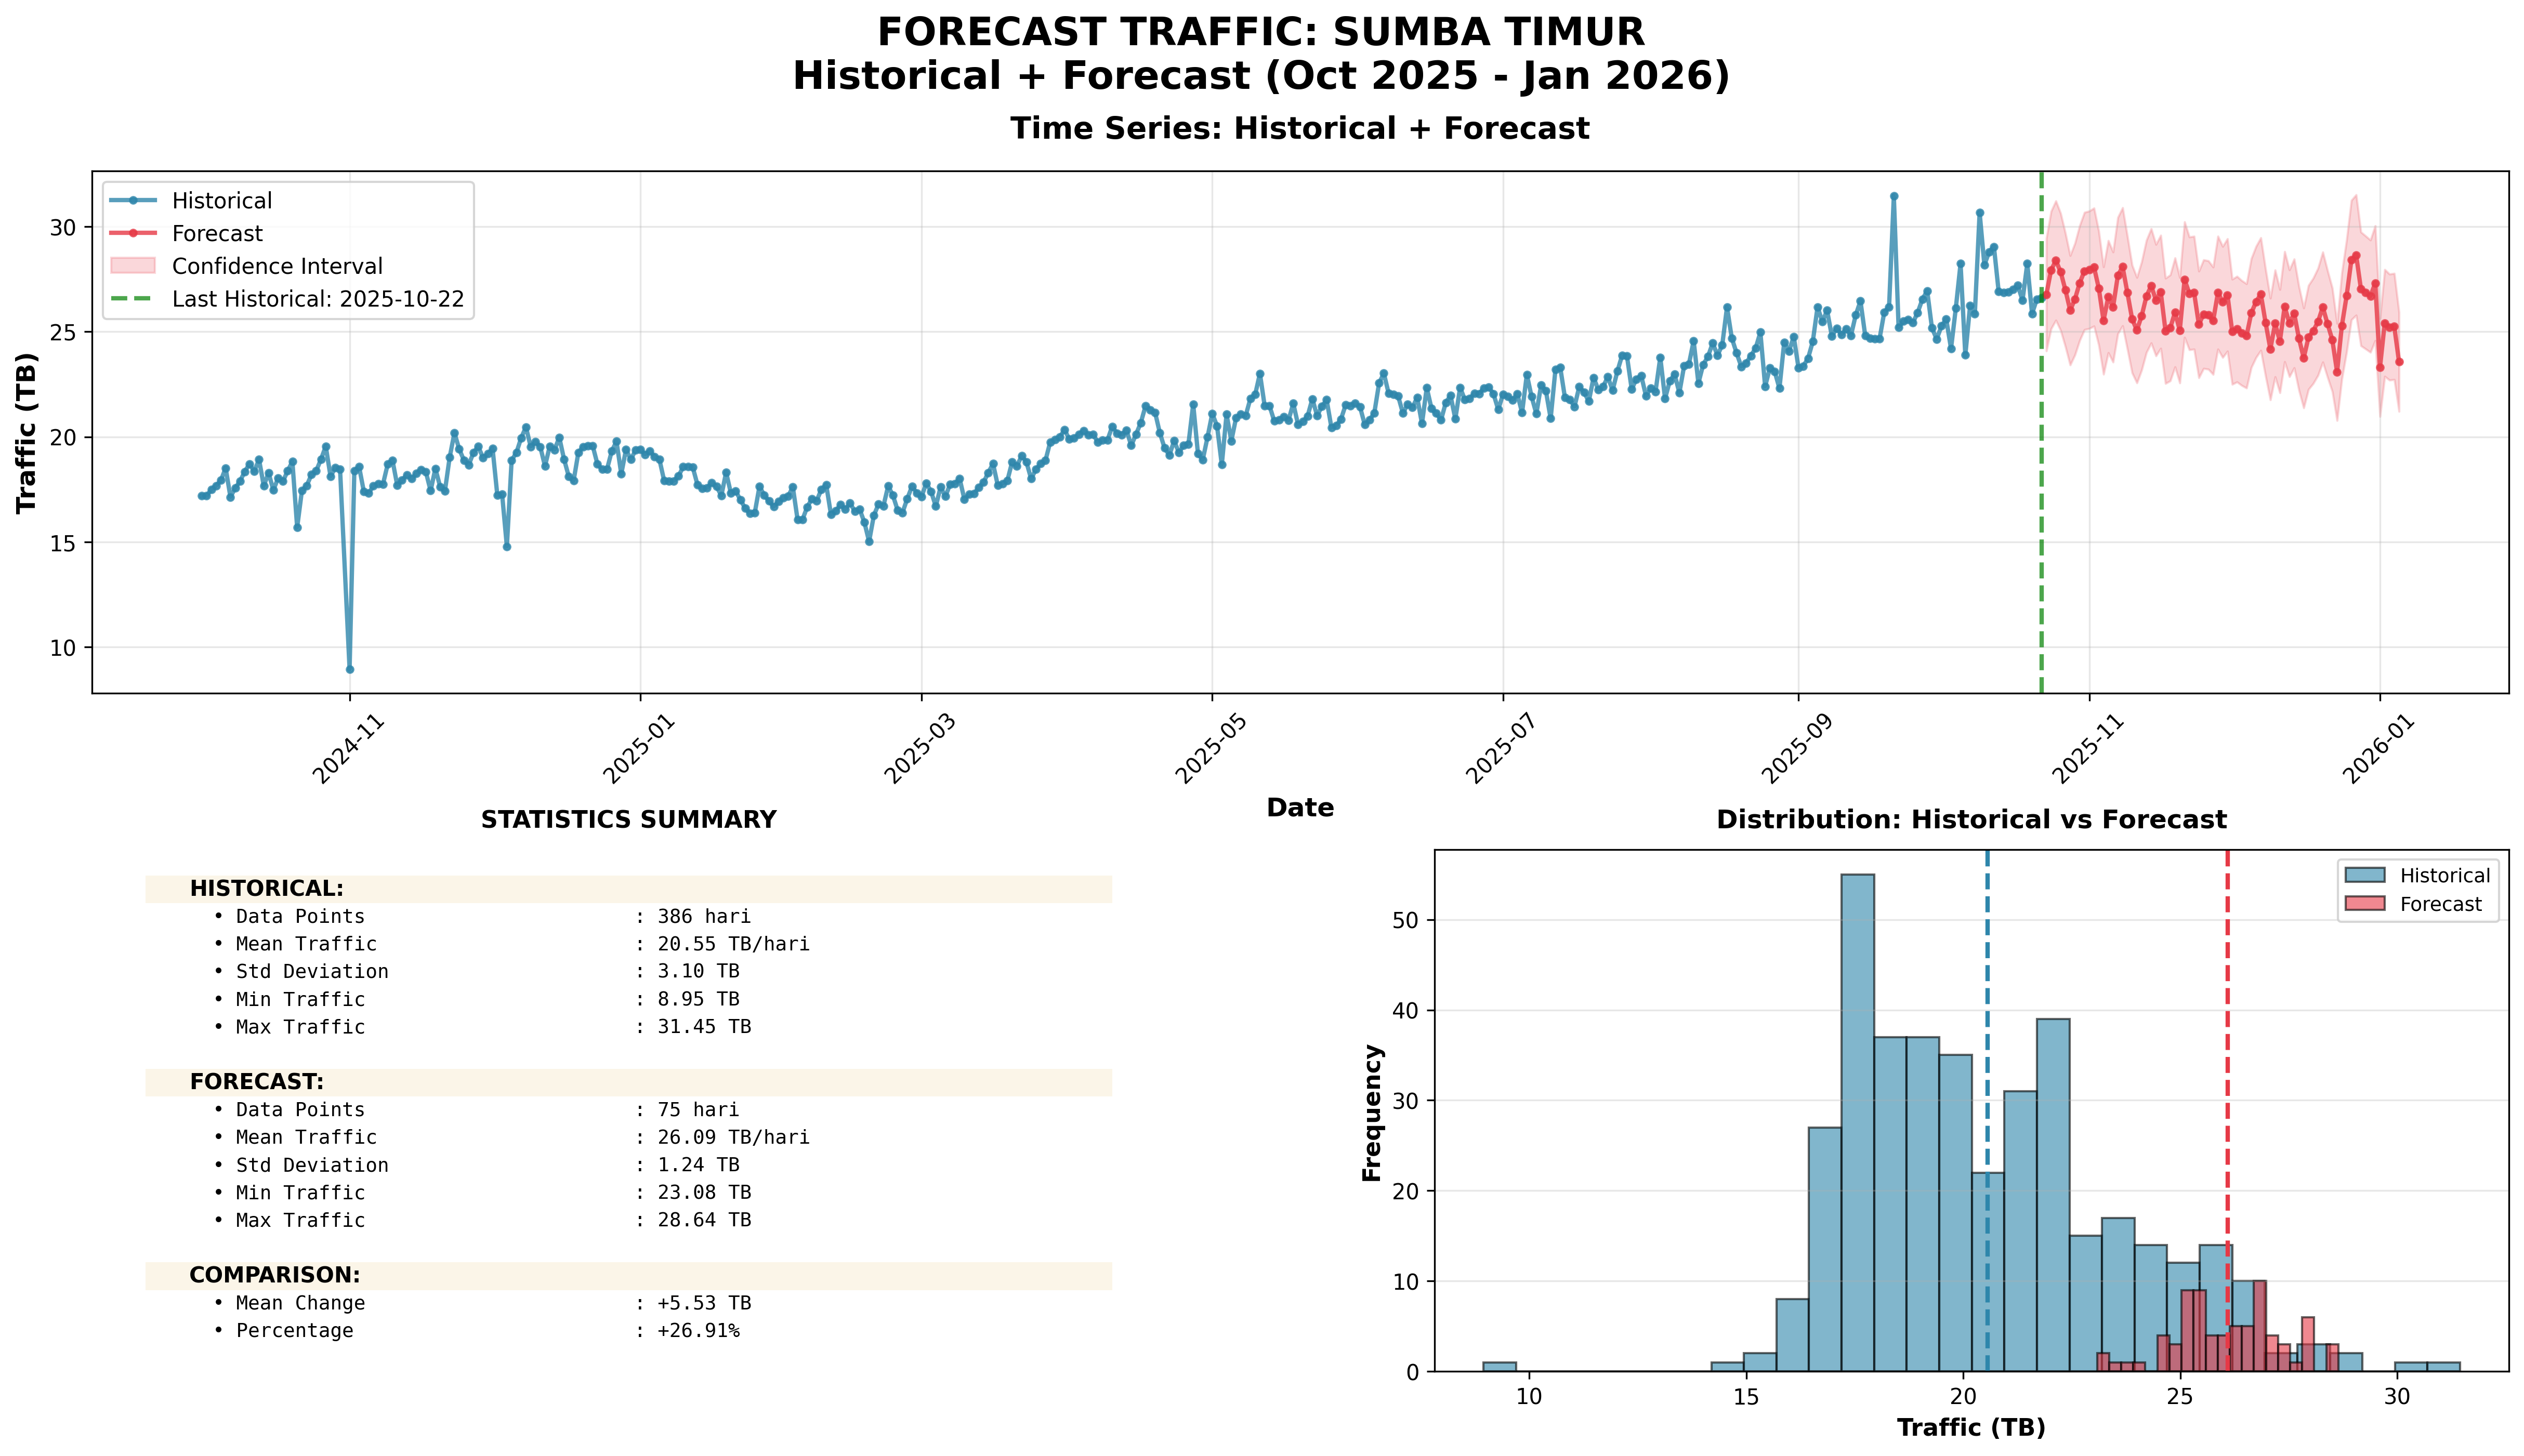 FORECAST TRAFFIC: SUMBA TIMUR
Historical + Forecast (Oct 2025 - Jan 2026)
Time Series: Historical + Forecast
Traffic (TB)
30
25
20
15
10
Historical
Forecast
Confidence Interval
Last Historical: 2025-10-22
2024-11
2025-01
2025-03
2025-05
2025-07
2025-09
2025-11
2026-01
Date
STATISTICS SUMMARY
HISTORICAL:
• Data Points : 386 hari
• Mean Traffic : 20.55 TB/hari
• Std Deviation : 3.10 TB
• Min Traffic : 8.95 TB
• Max Traffic : 31.45 TB
FORECAST:
• Data Points : 75 hari
• Mean Traffic : 26.09 TB/hari
• Std Deviation : 1.24 TB
• Min Traffic : 23.08 TB
• Max Traffic : 28.64 TB
COMPARISON:
• Mean Change : +5.53 TB
• Percentage : +26.91%
Distribution: Historical vs Forecast
Historical
Forecast
Frequency
50
40
30
20
10
0
10
15
20
25
30
Traffic (TB)